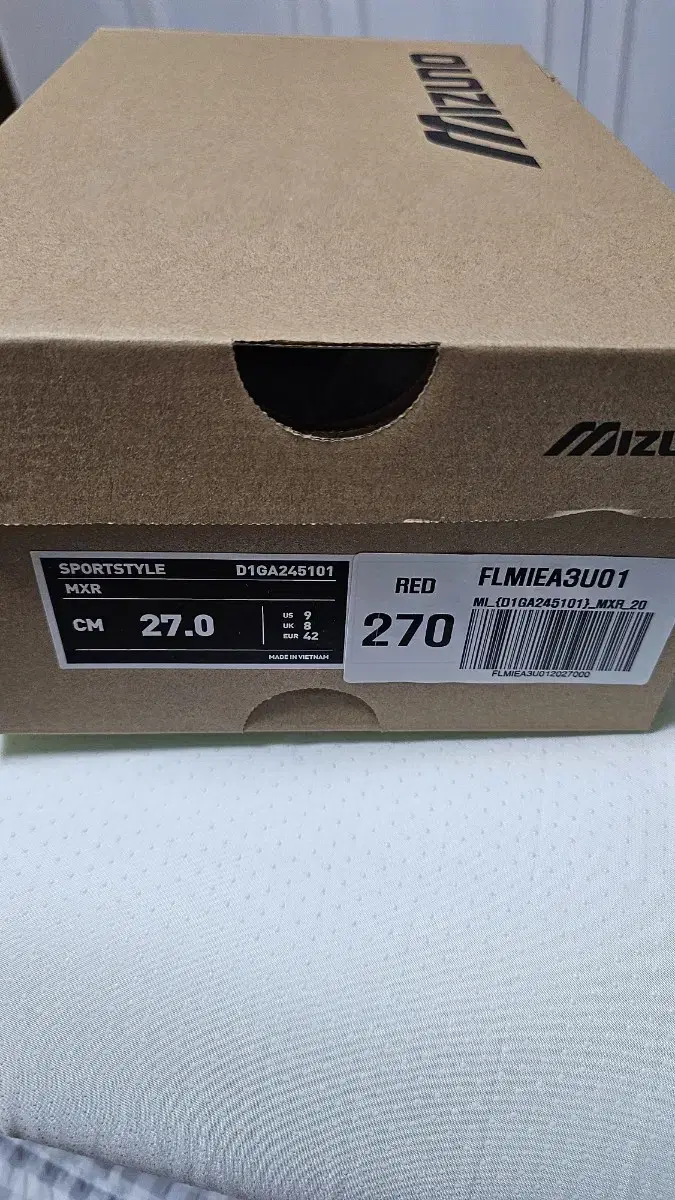 MIZUNO
MIZU
SPORTSTYLE D1GA245101
MXR
CM 27.0
US 9
UK 8
EUR 42
MADE IN VIETNAM
RED FLMIEA3U01
MI_(D1GA245101)_MXR_20
270
FLMIEA3U012027000